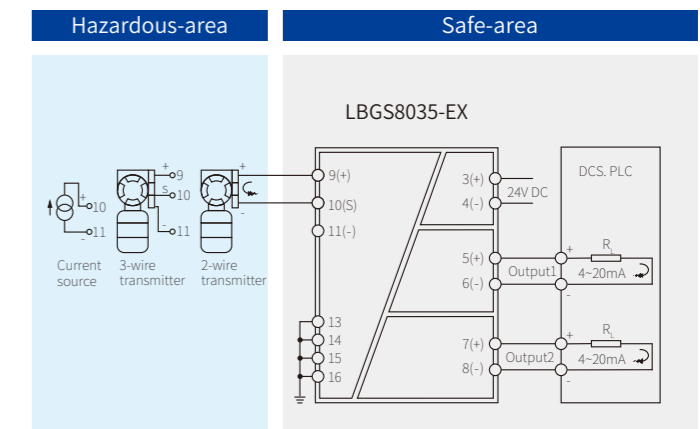 Hazardous-area
Safe-area
LBGS8035-EX
+
10
-
11
Current
source
+
9
S
10
-
11
3-wire
transmitter
+
-
2-wire
transmitter
9(+)
10(S)
11(-)
13
14
15
16
3(+)
4(-)
24V DC
5(+)
6(-)
Output1
7(+)
8(-)
Output2
DCS. PLC
+
RL
4~20mA
-
+
RL
4~20mA
-